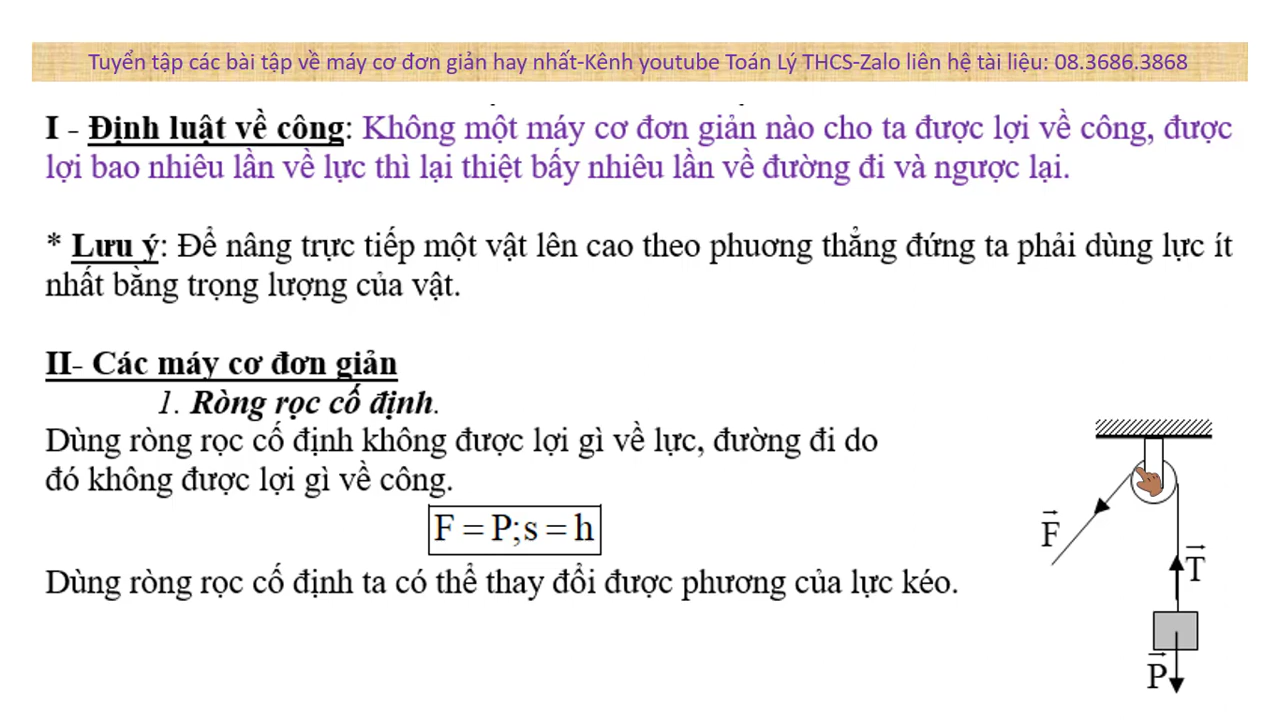 Tuyển tập các bài tập về máy cơ đơn giản hay nhất-Kênh youtube Toán Lý THCS-Zalo liên hệ tài liệu: 08.3686.3868
I - Định luật về công: Không một máy cơ đơn giản nào cho ta được lợi về công, được
lợi bao nhiêu lần về lực thì lại thiệt bấy nhiêu lần về đường đi và ngược lại.
* Lưu ý: Để nâng trực tiếp một vật lên cao theo phuơng thẳng đứng ta phải dùng lực ít
nhất bằng trọng lượng của vật.
II- Các máy cơ đơn giản
1. Ròng rọc cố định.
Dùng ròng rọc cố định không được lợi gì về lực, đường đi do
đó không được lợi gì về công.
F = P; s = h
Dùng ròng rọc cố định ta có thể thay đổi được phương của lực kéo.
F⃗
T⃗
P⃗